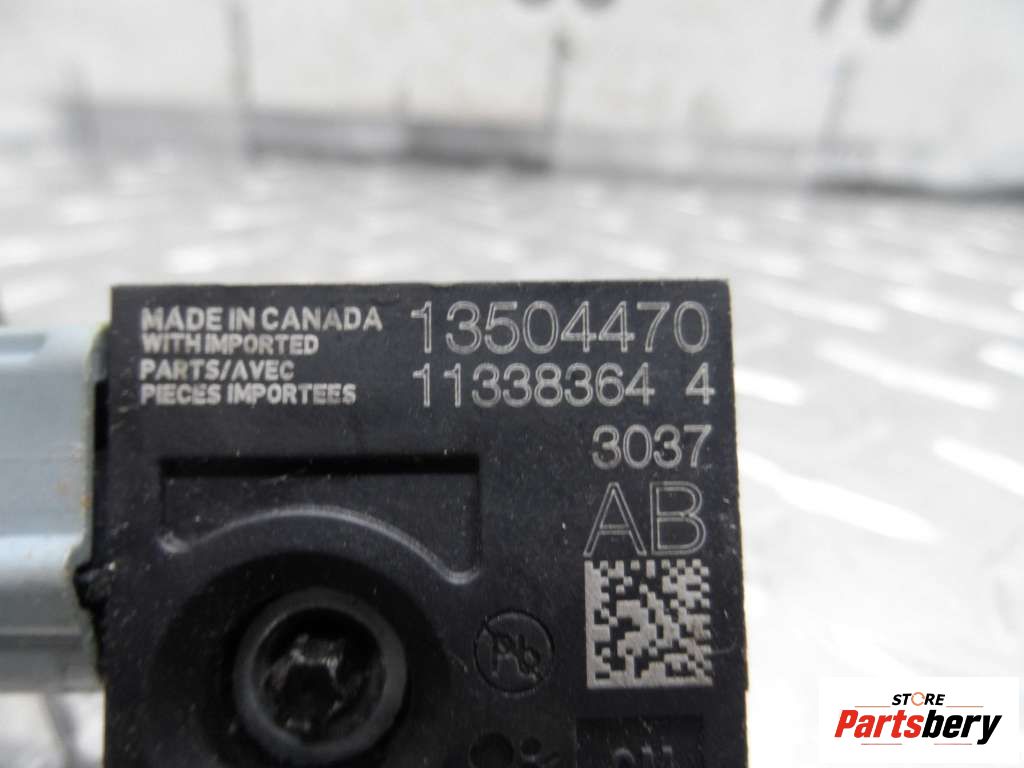 MADE IN CANADA
WITH IMPORTED
PARTS/AVEC
PIECES IMPORTEES
13504470
11338364 4
3037
AB
Pb
STORE
Partsbery